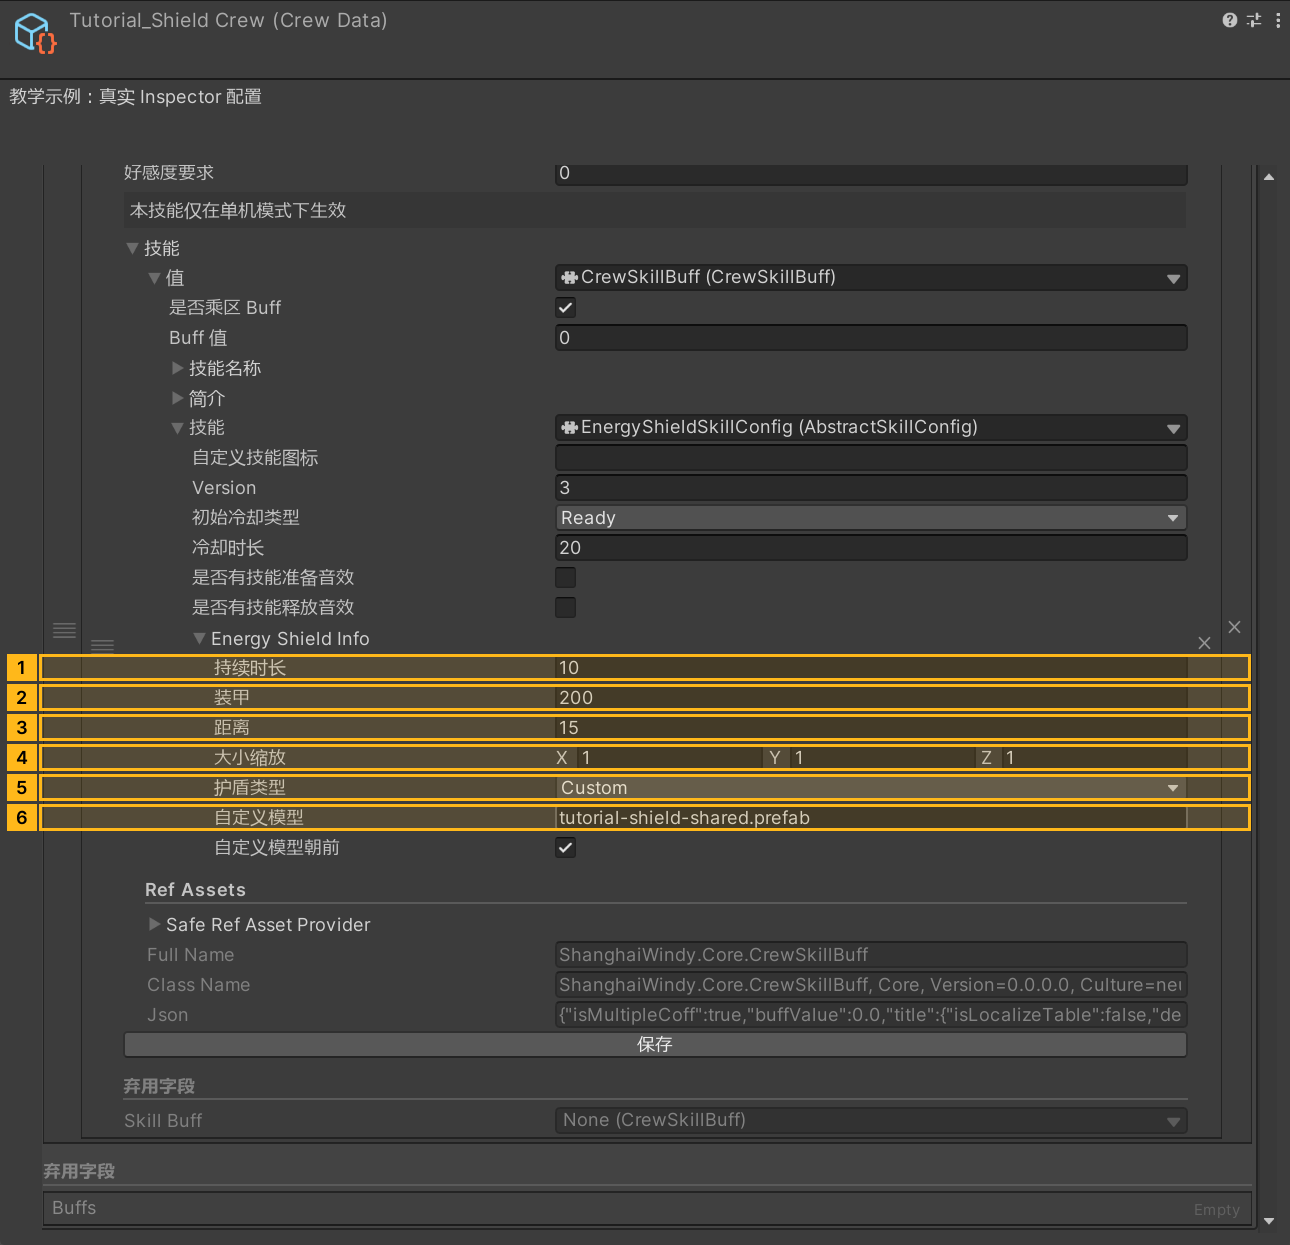 Tutorial_Shield Crew (Crew Data)
教学示例：真实 Inspector 配置
好感度要求 0
本技能仅在单机模式下生效
技能
值 CrewSkillBuff (CrewSkillBuff)
是否乘区 Buff
Buff 值 0
技能名称
简介
技能 EnergyShieldSkillConfig (AbstractSkillConfig)
自定义技能图标
Version 3
初始冷却类型 Ready
冷却时长 20
是否有技能准备音效
是否有技能释放音效
Energy Shield Info
1 持续时长 10
2 装甲 200
3 距离 15
4 大小缩放 X 1 Y 1 Z 1
5 护盾类型 Custom
6 自定义模型 tutorial-shield-shared.prefab
自定义模型朝前
Ref Assets
Safe Ref Asset Provider
Full Name ShanghaiWindy.Core.CrewSkillBuff
Class Name ShanghaiWindy.Core.CrewSkillBuff, Core, Version=0.0.0.0, Culture=neu
Json {"isMultipleCoff":true,"buffValue":0.0,"title":{"isLocalizeTable":false,"de
保存
弃用字段
Skill Buff None (CrewSkillBuff)
弃用字段
Buffs Empty